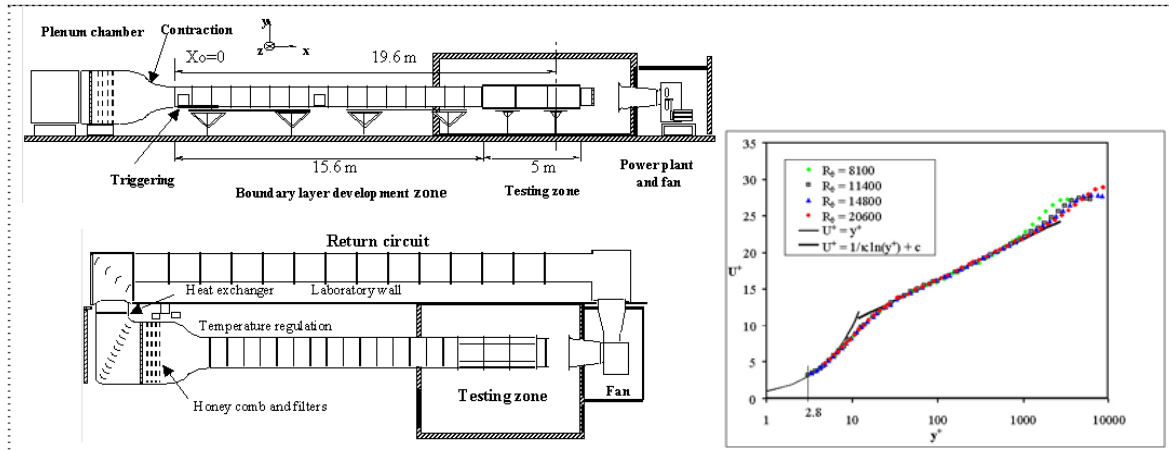 Plenum chamber
Contraction
y
z
x
Xo=0
19.6 m
Triggering
15.6 m
5 m
Boundary layer development zone
Testing zone
Power plant
and fan
Return circuit
Heat exchanger
Laboratory wall
Temperature regulation
Honey comb and filters
Testing zone
Fan
35
30
25
20
15
10
5
0
U+
Rθ = 8100
Rθ = 11400
Rθ = 14800
Rθ = 20600
U+ = y+
U+ = 1/κ ln(y+) + c
2.8
1
10
100
1000
10000
y+